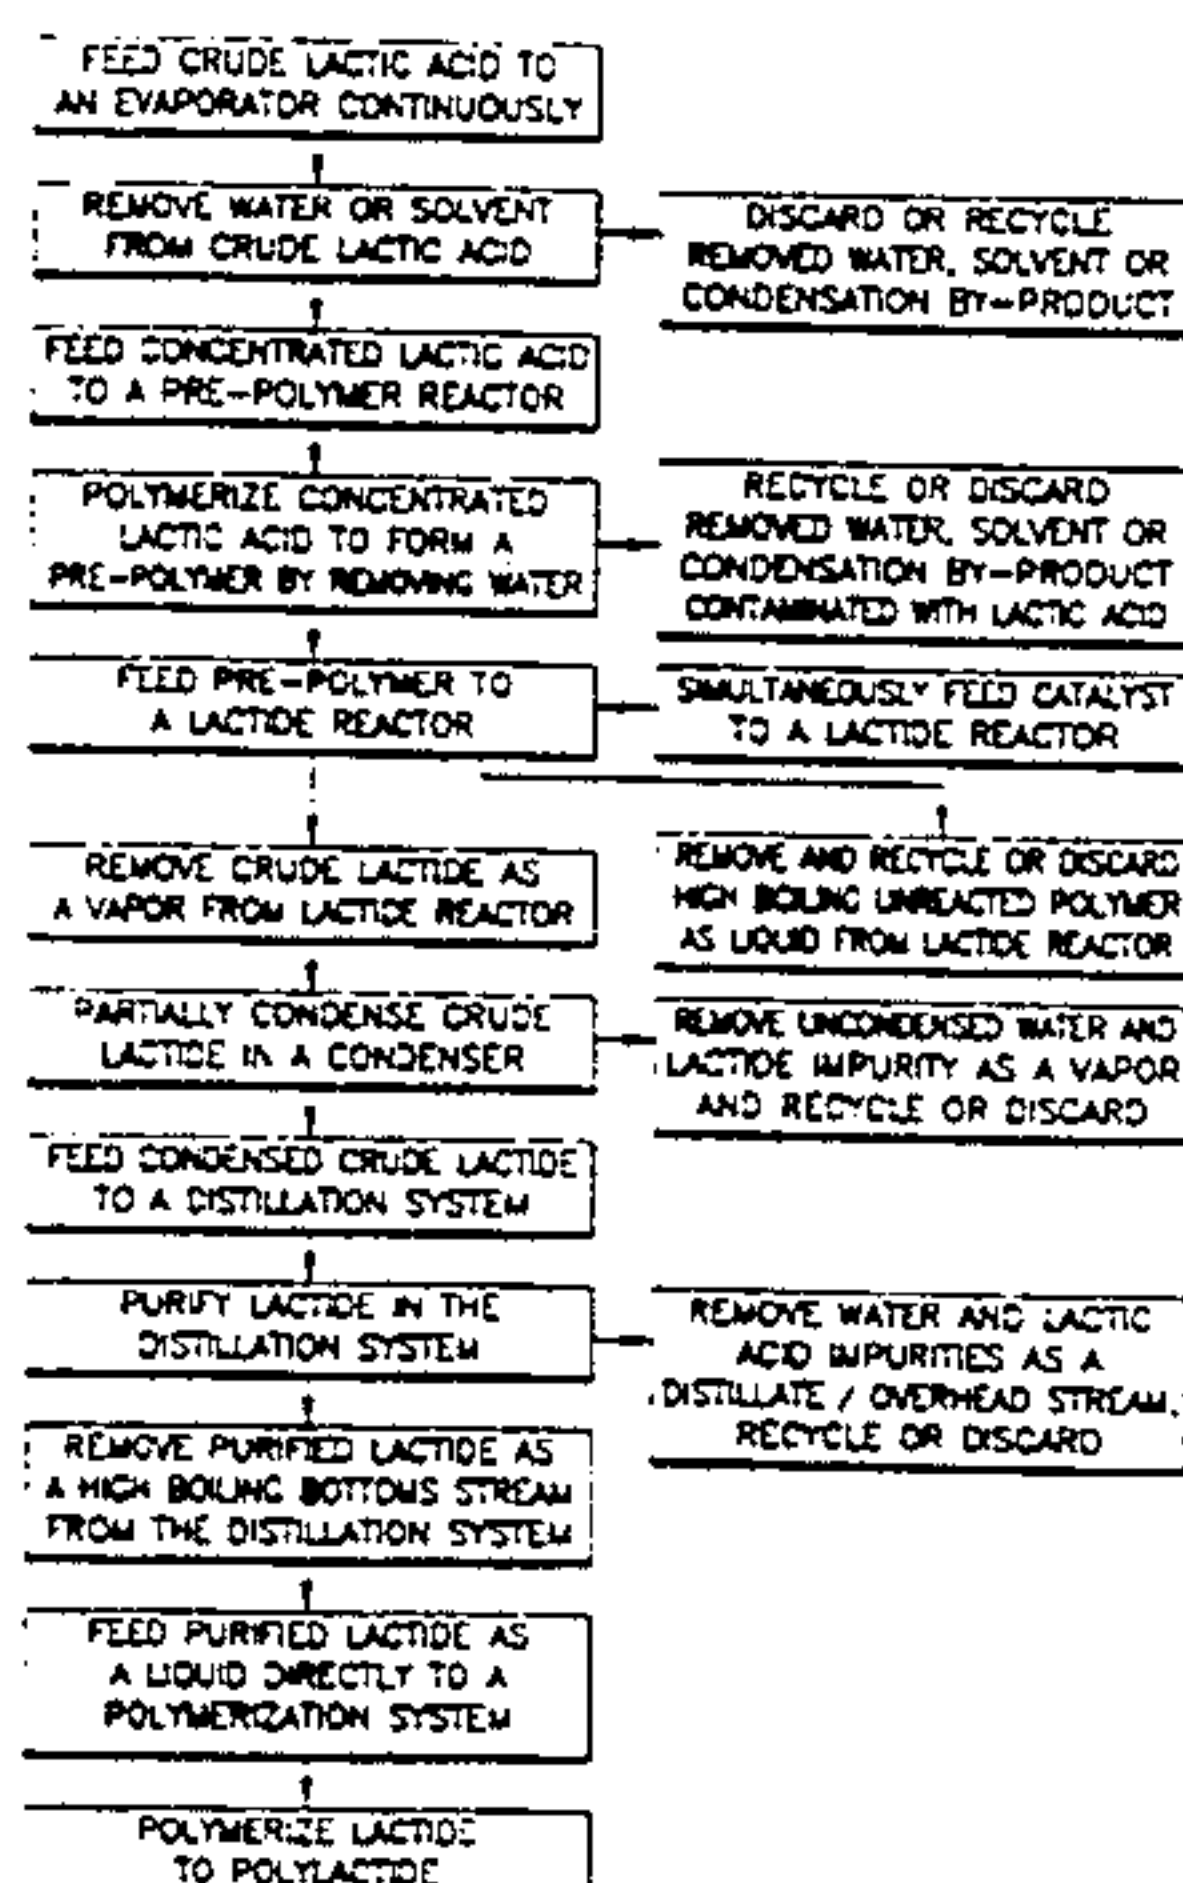 FEED CRUDE LACTIC ACID TO
AN EVAPORATOR CONTINUOUSLY
REMOVE WATER OR SOLVENT
FROM CRUDE LACTIC ACID
DISCARD OR RECYCLE
REMOVED WATER, SOLVENT OR
CONDENSATION BY-PRODUCT
FEED CONCENTRATED LACTIC ACID
TO A PRE-POLYMER REACTOR
POLYMERIZE CONCENTRATED
LACTIC ACID TO FORM A
PRE-POLYMER BY REMOVING WATER
RECYCLE OR DISCARD
REMOVED WATER, SOLVENT OR
CONDENSATION BY-PRODUCT
CONTAMINATED WITH LACTIC ACID
FEED PRE-POLYMER TO
A LACTIDE REACTOR
SIMULTANEOUSLY FEED CATALYST
TO A LACTIDE REACTOR
REMOVE CRUDE LACTIDE AS
A VAPOR FROM LACTIDE REACTOR
REMOVE AND RECYCLE OR DISCARD
HIGH BOILING UNREACTED POLYMER
AS LIQUID FROM LACTIDE REACTOR
PARTIALLY CONDENSE CRUDE
LACTIDE IN A CONDENSER
REMOVE UNCONDENSED WATER AND
LACTIDE IMPURITY AS A VAPOR
AND RECYCLE OR DISCARD
FEED CONDENSED CRUDE LACTIDE
TO A DISTILLATION SYSTEM
PURIFY LACTIDE IN THE
DISTILLATION SYSTEM
REMOVE WATER AND LACTIC
ACID IMPURITIES AS A
DISTILLATE / OVERHEAD STREAM,
RECYCLE OR DISCARD
REMOVE PURIFIED LACTIDE AS
A HIGH BOILING BOTTOMS STREAM
FROM THE DISTILLATION SYSTEM
FEED PURIFIED LACTIDE AS
A LIQUID DIRECTLY TO A
POLYMERIZATION SYSTEM
POLYMERIZE LACTIDE
TO POLYLACTIDE